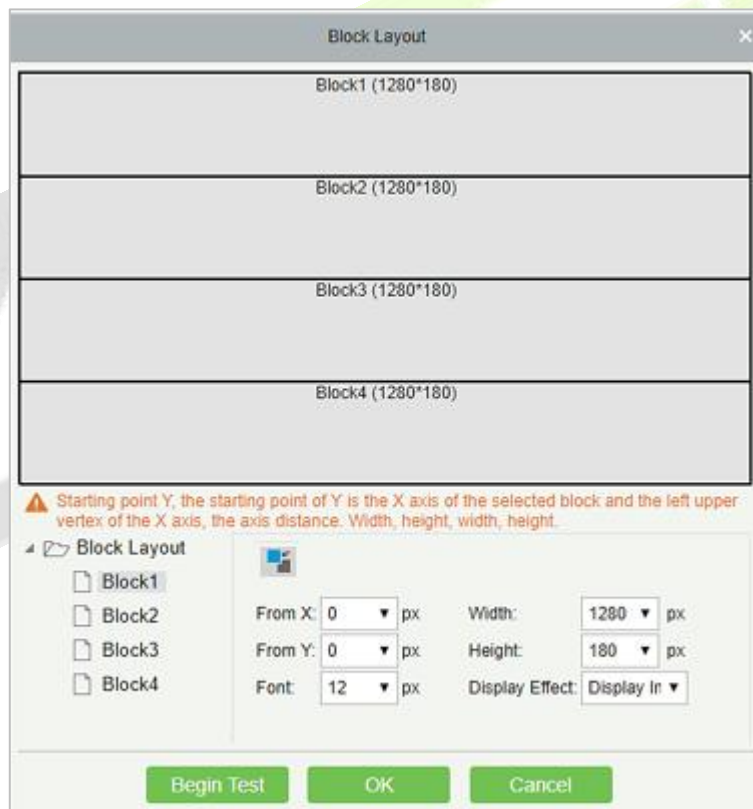 Block Layout
Block1 (1280*180)
Block2 (1280*180)
Block3 (1280*180)
Block4 (1280*180)
Starting point Y, the starting point of Y is the X axis of the selected block and the left upper
vertex of the X axis, the axis distance. Width, height, width, height.
Block Layout
Block1
Block2
Block3
Block4
From X: 0 px Width: 1280 px
From Y: 0 px Height: 180 px
Font: 12 px Display Effect: Display In
Begin Test OK Cancel